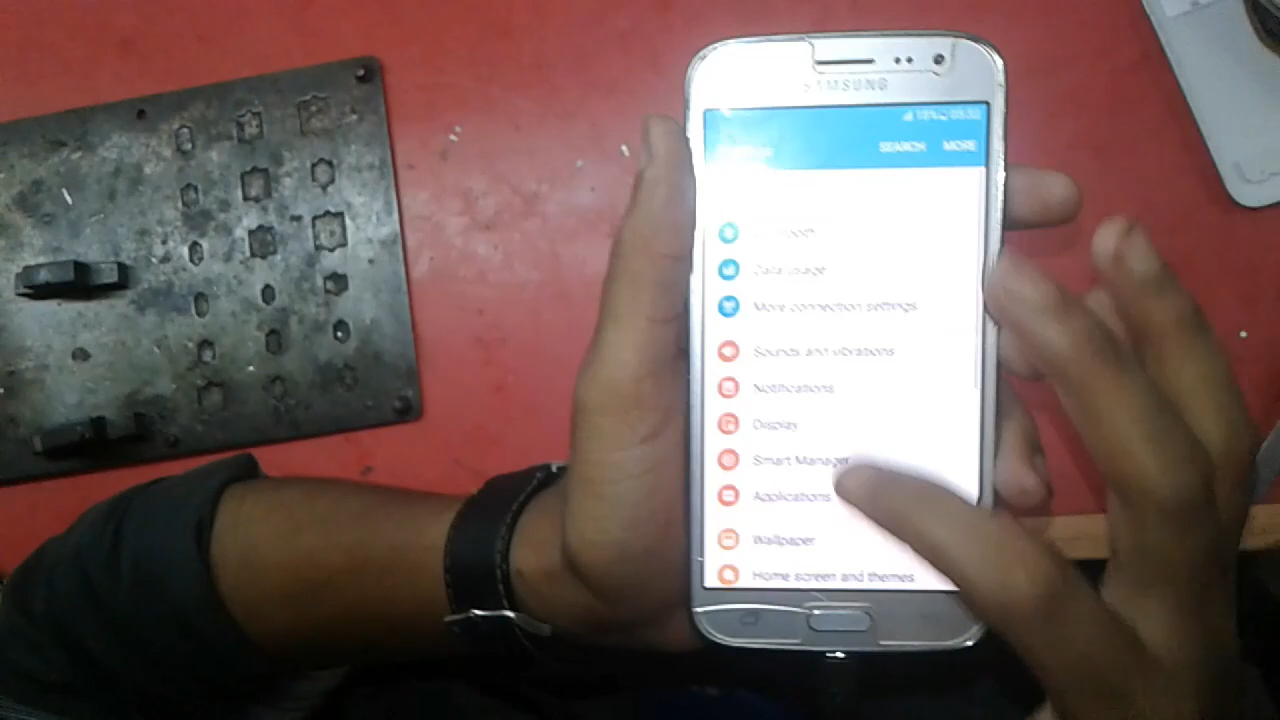 SAMSUNG
SEARCH MORE
Data usage
More connection settings
Sounds and vibrations
Notifications
Display
Smart Manager
Applications
Wallpaper
Home screen and themes